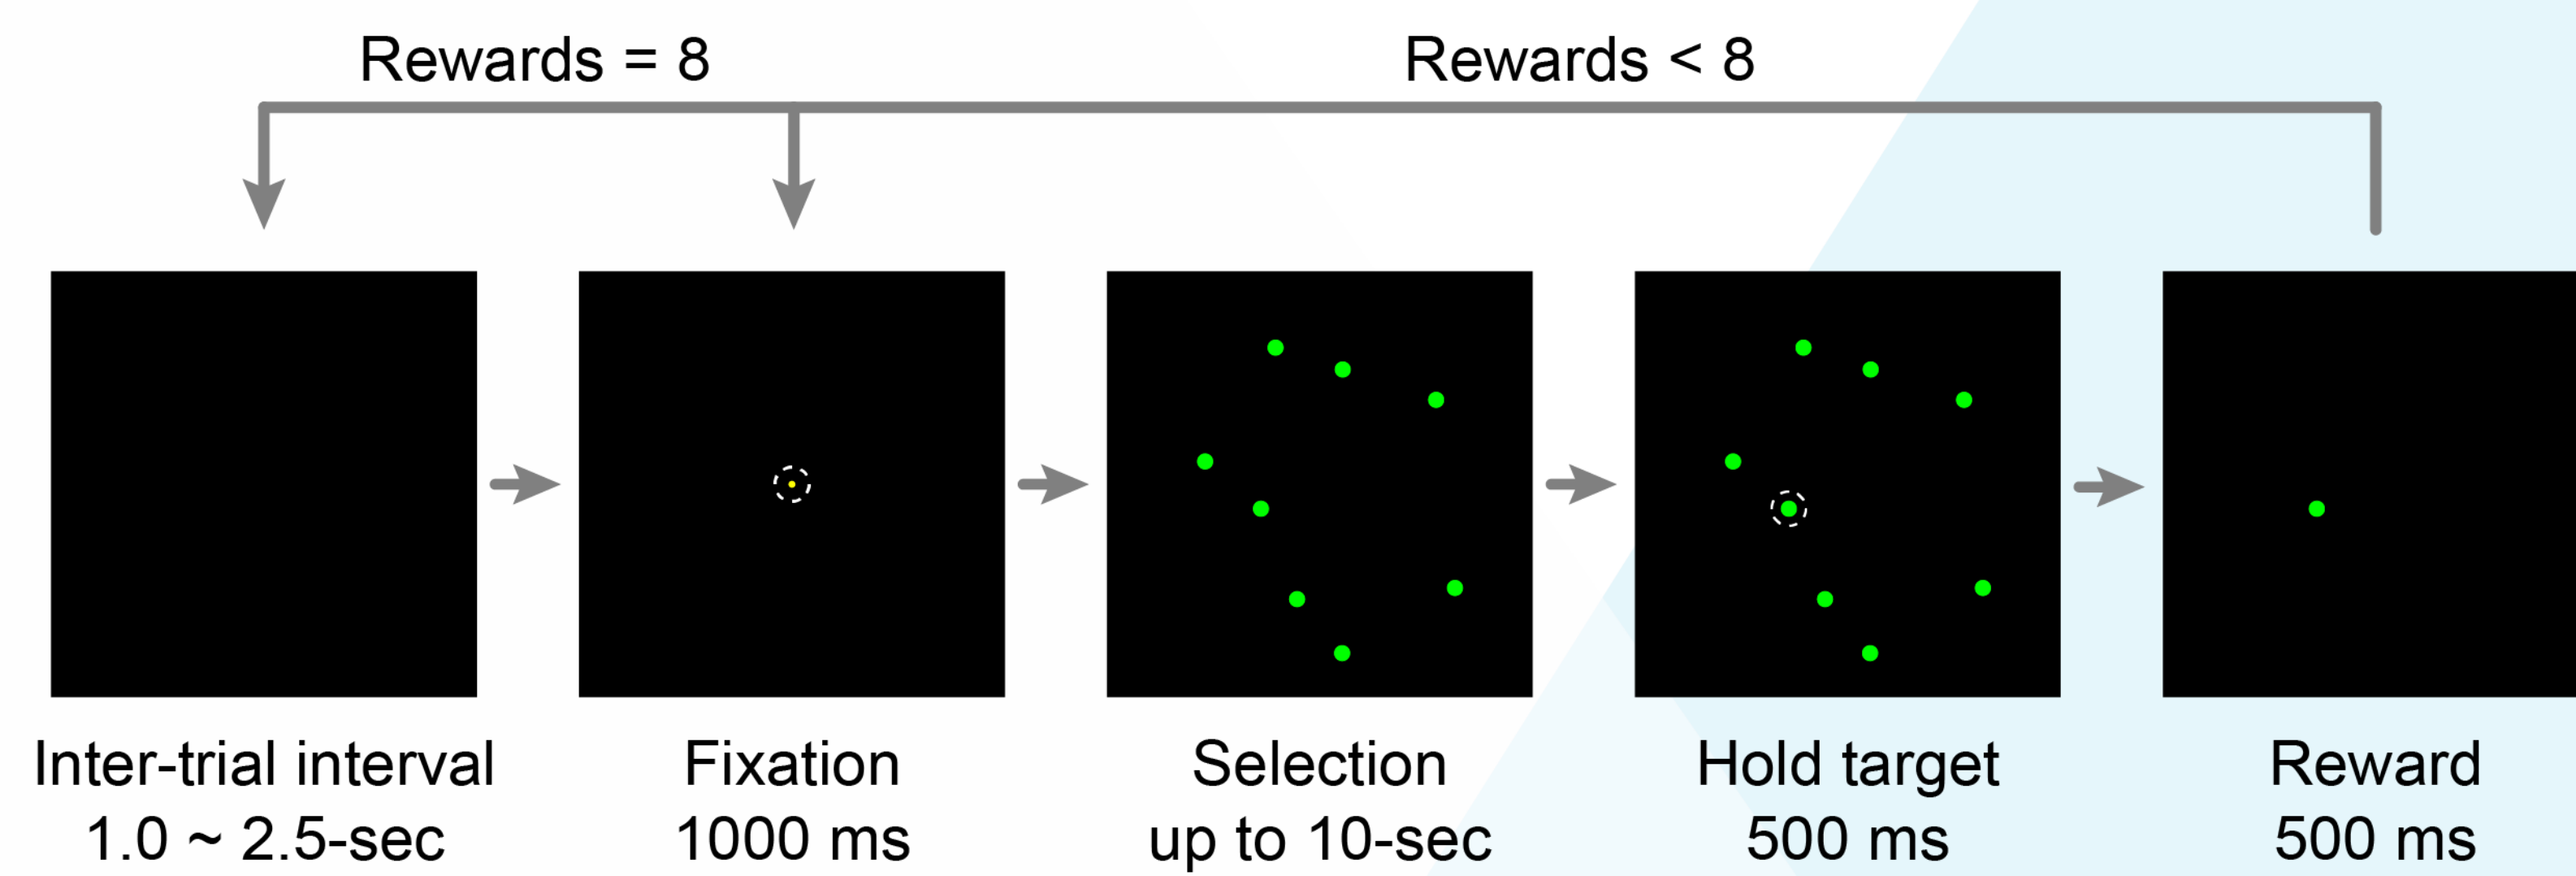 Rewards = 8
Rewards < 8
Inter-trial interval
1.0 ~ 2.5-sec
Fixation
1000 ms
Selection
up to 10-sec
Hold target
500 ms
Reward
500 ms